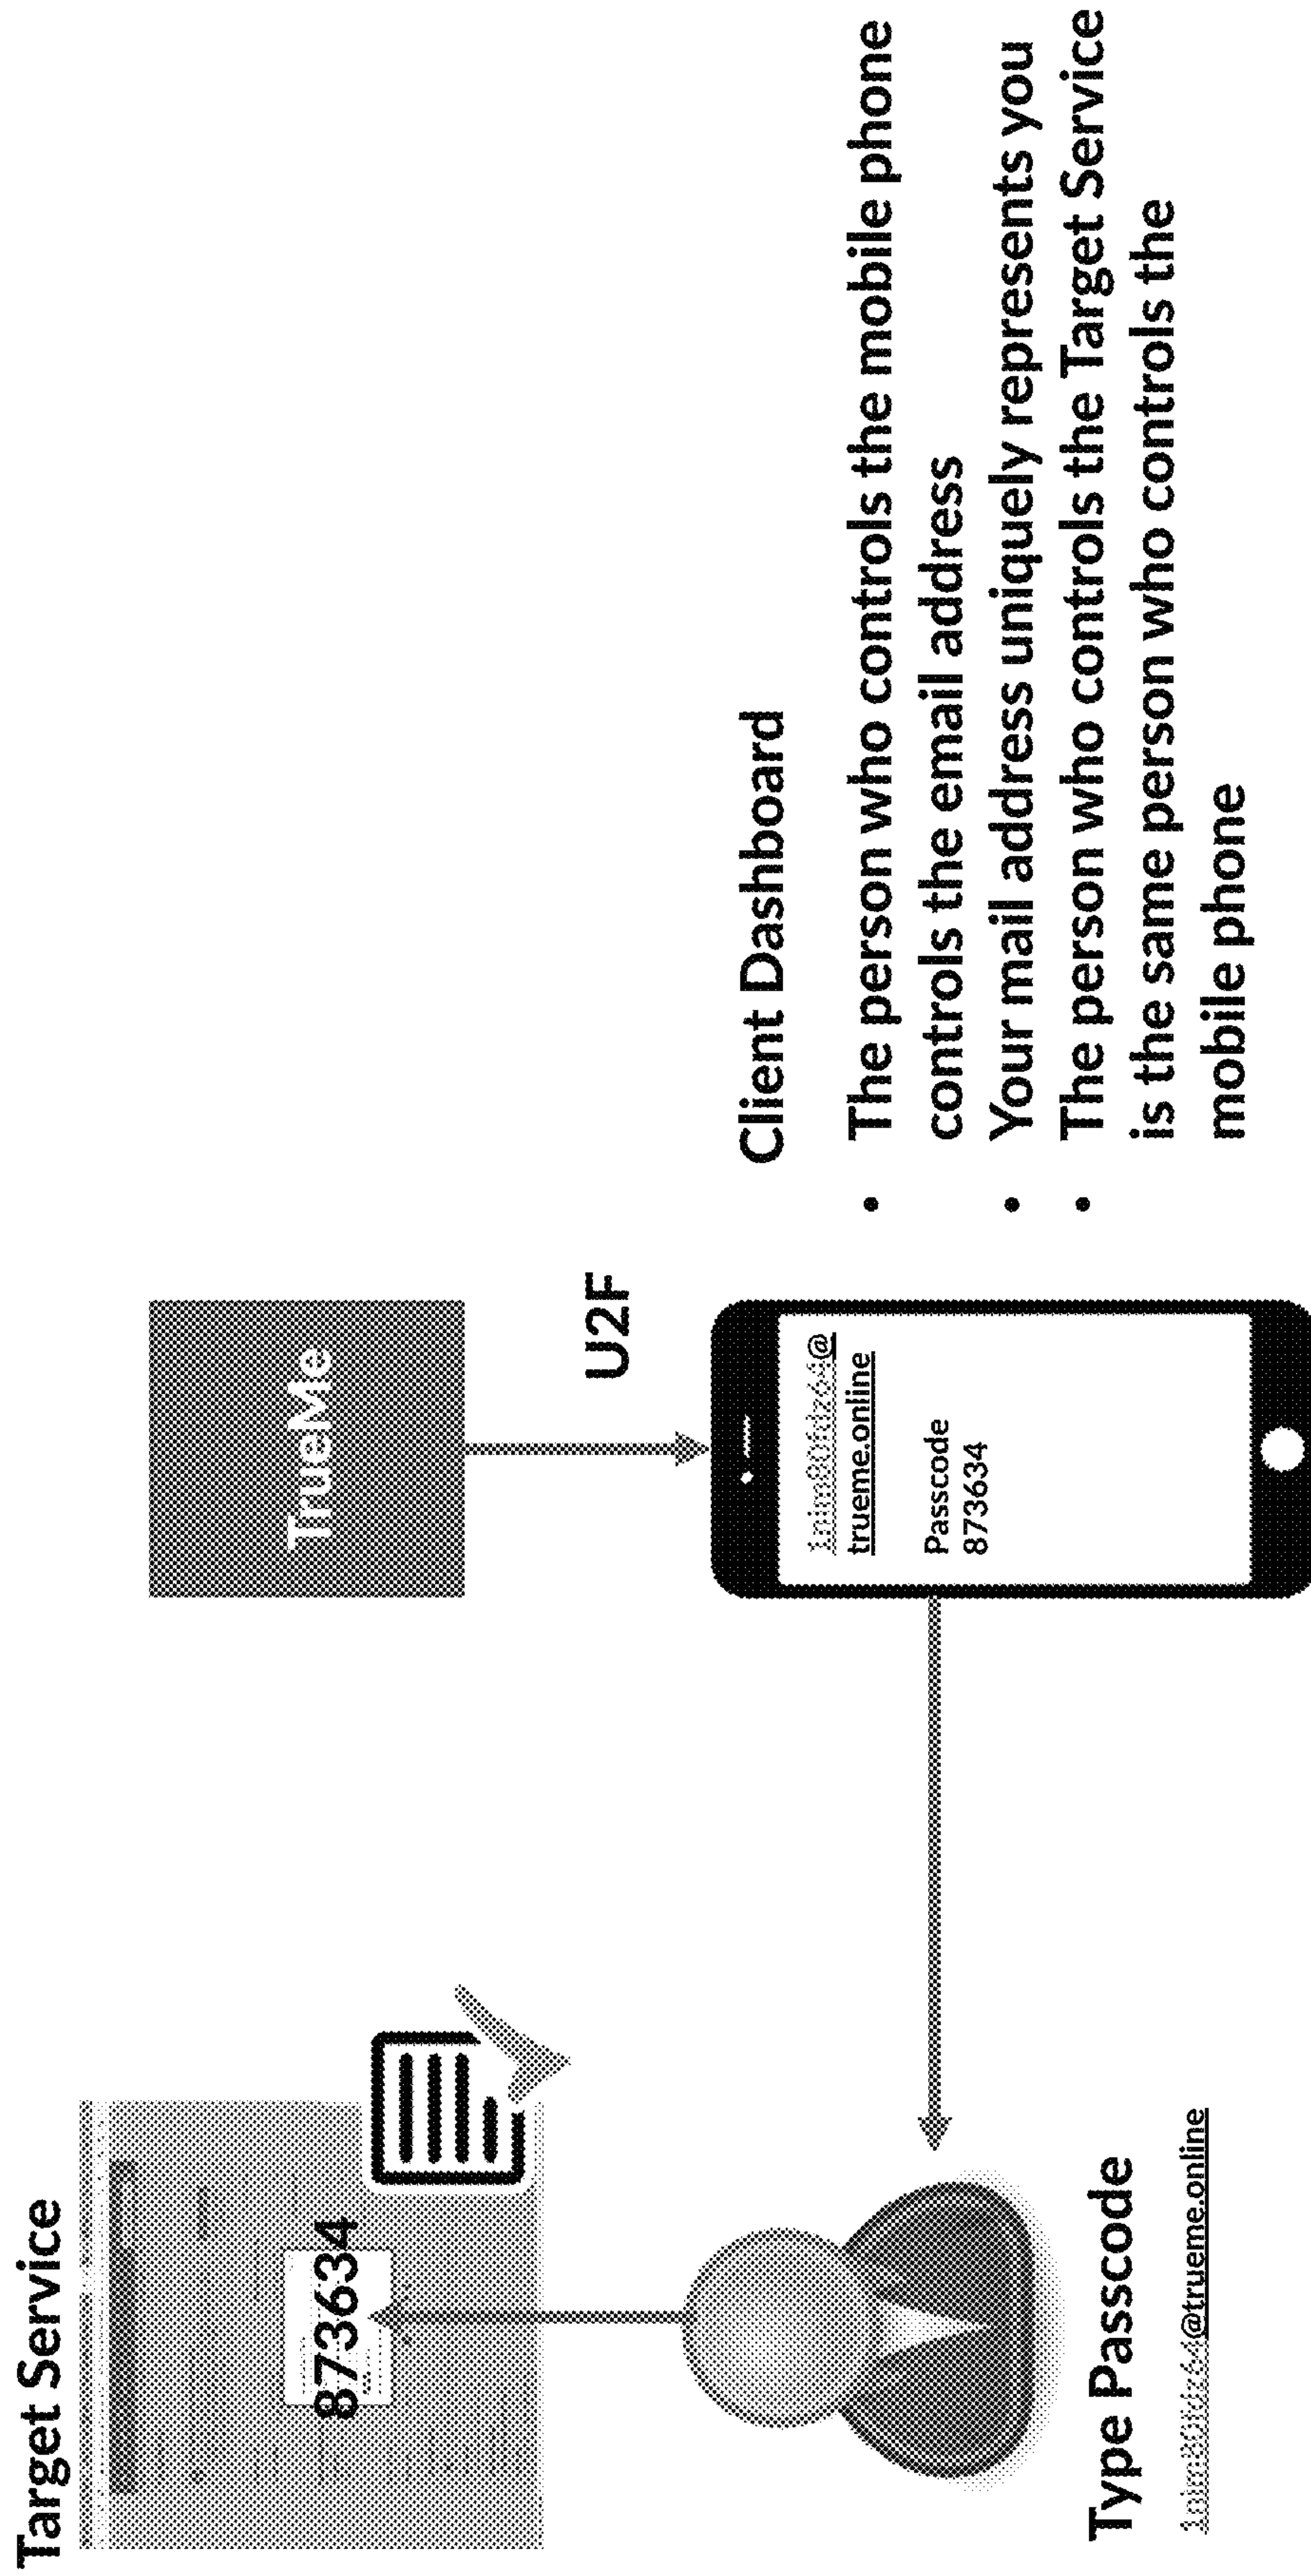 Target Service
873634
TrueMe
U2F
trueme.online
Passcode
873634
Type Passcode
@trueme.online
Client Dashboard
• The person who controls the mobile phone
controls the email address
• Your mail address uniquely represents you
• The person who controls the Target Service
is the same person who controls the
mobile phone